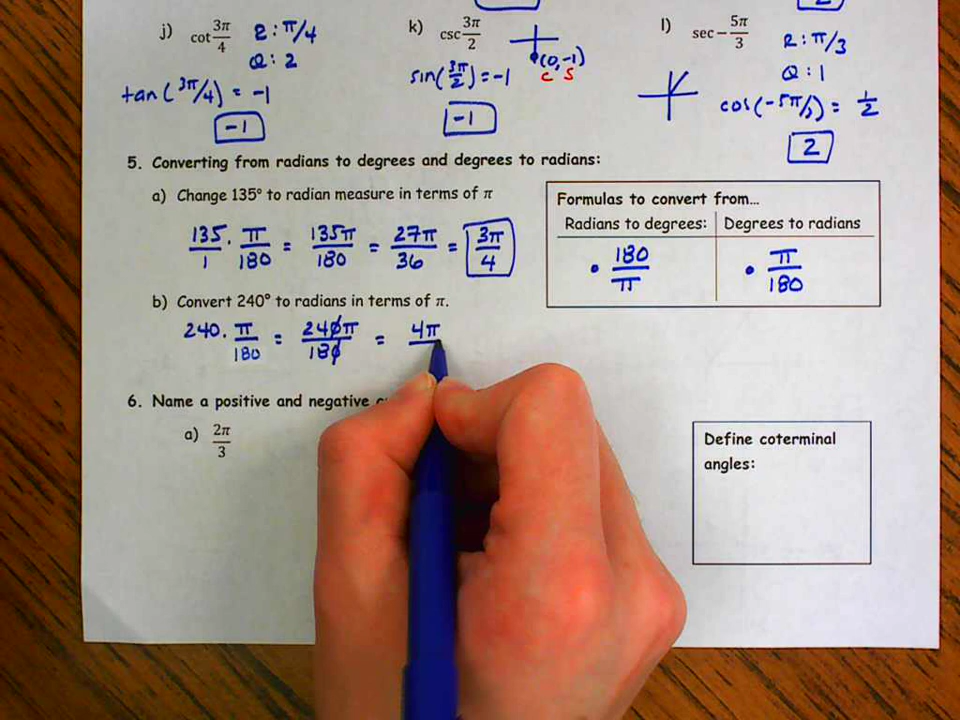 j) cot 3π/4 R: π/4
Q: 2
tan(3π/4) = -1
-1
k) csc 3π/2
(0,-1)
C S
sin(3π/2) = -1
-1
l) sec - 5π/3 R: π/3
Q: 1
cos(-5π/3) = 1/2
2
5. Converting from radians to degrees and degrees to radians:
a) Change 135° to radian measure in terms of π
135/1 · π/180 = 135π/180 = 27π/36 = 3π/4
Formulas to convert from...
Radians to degrees: Degrees to radians
· 180/π · π/180
b) Convert 240° to radians in terms of π.
240 · π/180 = 240π/180 = 4π
6. Name a positive and negative
a) 2π/3
Define coterminal
angles: